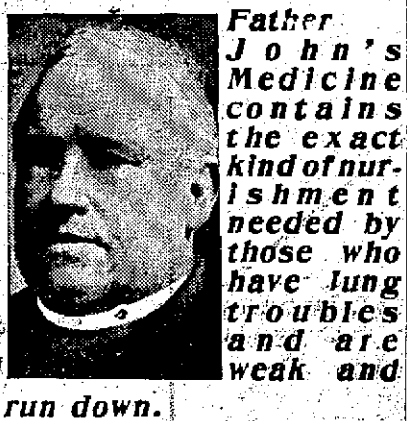 Father
John's
Medicine
contains
the exact
kind of nur-
ishment
needed by
those who
have lung
troubles
and are
weak and
run down.